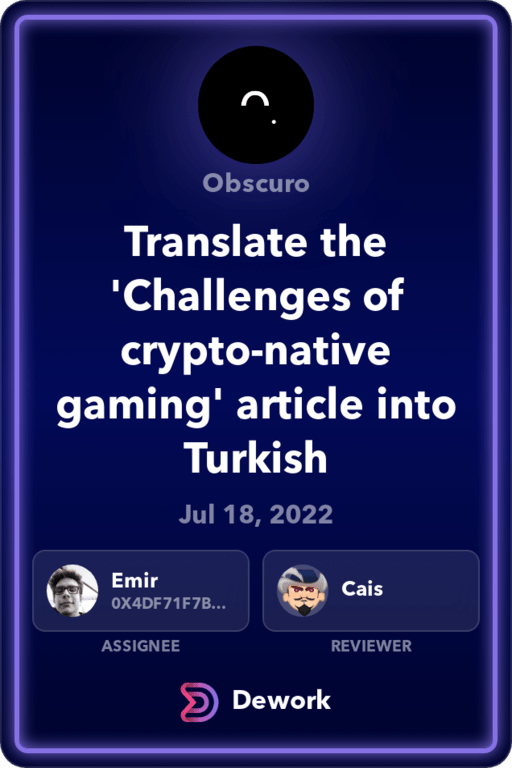 Obscuro
Translate the
'Challenges of
crypto-native
gaming' article into
Turkish
Jul 18, 2022
Emir
0X4DF71F7B...
ASSIGNEE
Cais
REVIEWER
Dework